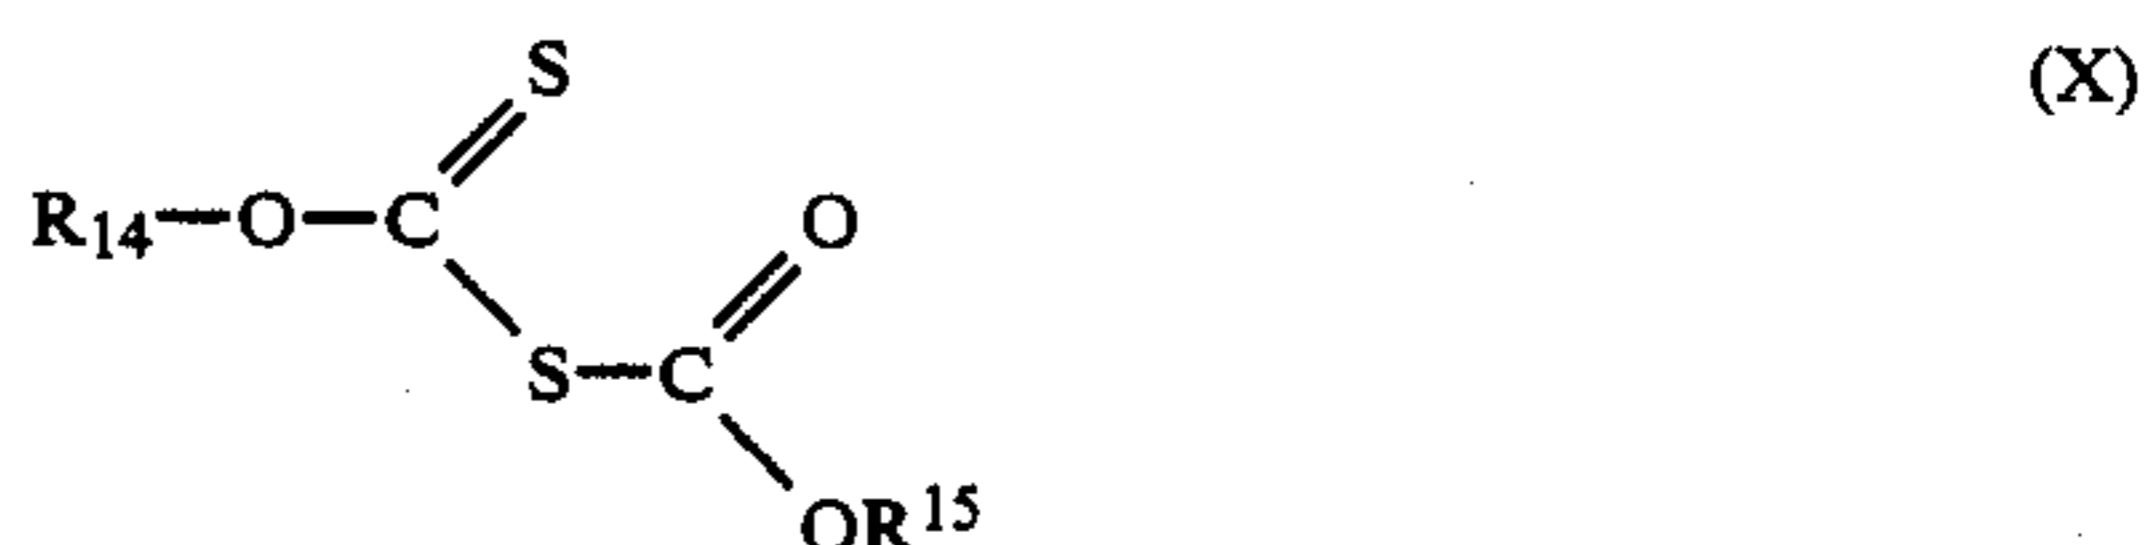 S (X)
R14—O—C O
S—C
OR15